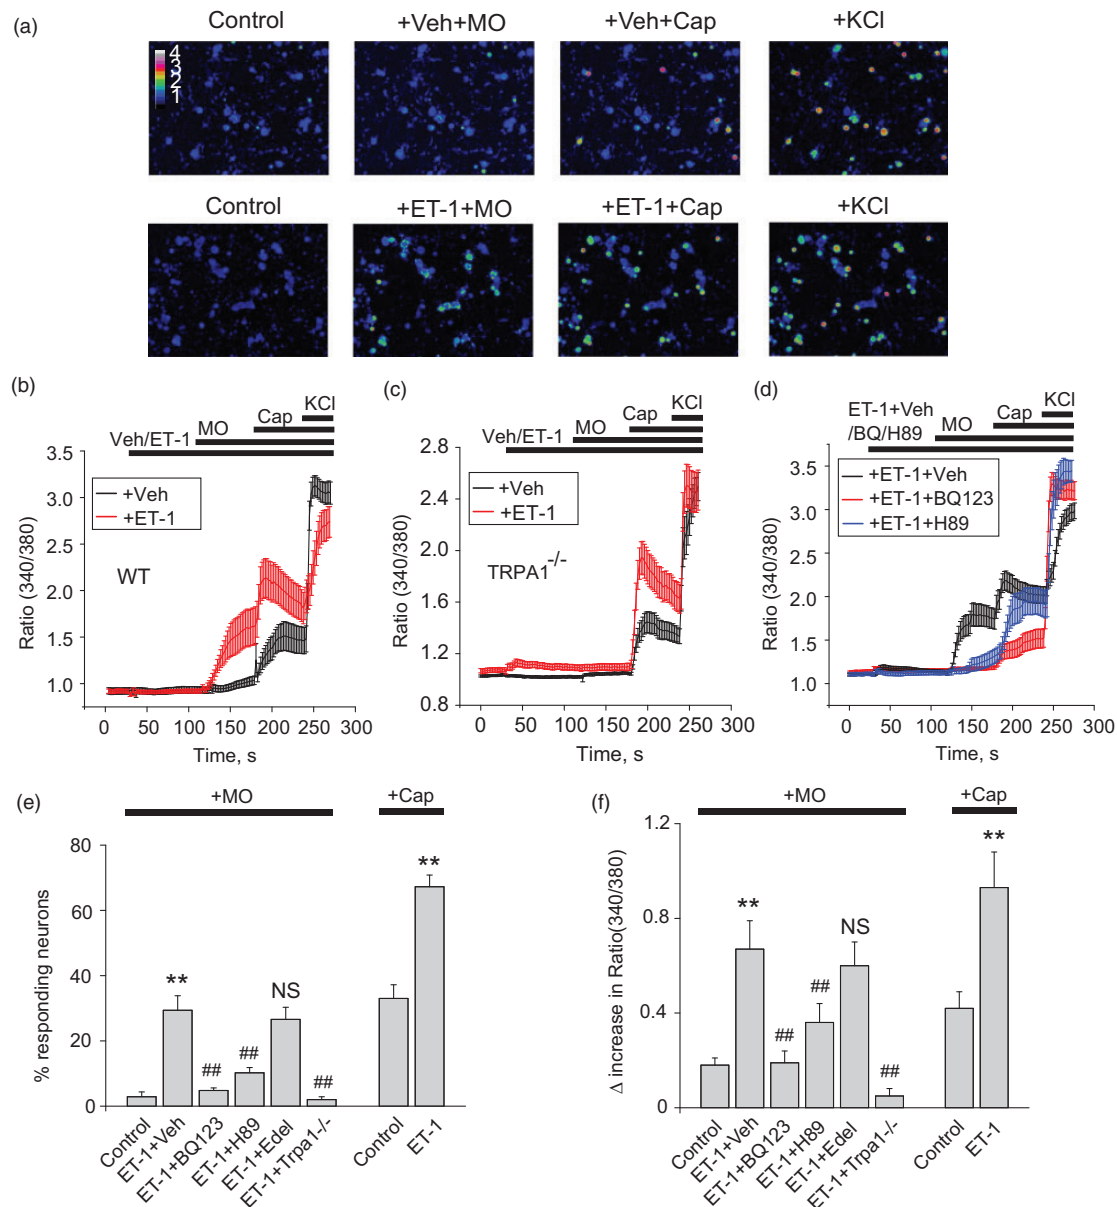 (a)
Control +Veh+MO +Veh+Cap +KCl
4
3
2
1
Control +ET-1+MO +ET-1+Cap +KCl
(b)
KCl
Cap
MO
Veh/ET-1
+Veh
+ET-1
WT
Ratio (340/380)
3.5
3.0
2.5
2.0
1.5
1.0
0 50 100 150 200 250 300
Time, s
(c)
KCl
Cap
MO
Veh/ET-1
+Veh
+ET-1
TRPA1-/-
Ratio (340/380)
2.8
2.4
2.0
1.6
1.2
0.8
0 50 100 150 200 250 300
Time, s
(d)
KCl
Cap
MO
ET-1+Veh
/BQ/H89
+ET-1+Veh
+ET-1+BQ123
+ET-1+H89
Ratio (340/380)
3.5
3.0
2.5
2.0
1.5
1.0
0 50 100 150 200 250 300
Time, s
(e)
+MO +Cap
% responding neurons
80
60
40
20
0
** ## ## NS ## **
Control
ET-1+Veh
ET-1+BQ123
ET-1+H89
ET-1+Edel
ET-1+Trpa1-/-
Control
ET-1
(f)
+MO +Cap
Δ increase in Ratio(340/380)
1.2
0.8
0.4
0
** ## ## NS ## **
Control
ET-1+Veh
ET-1+BQ123
ET-1+H89
ET-1+Edel
ET-1+Trpa1-/-
Control
ET-1